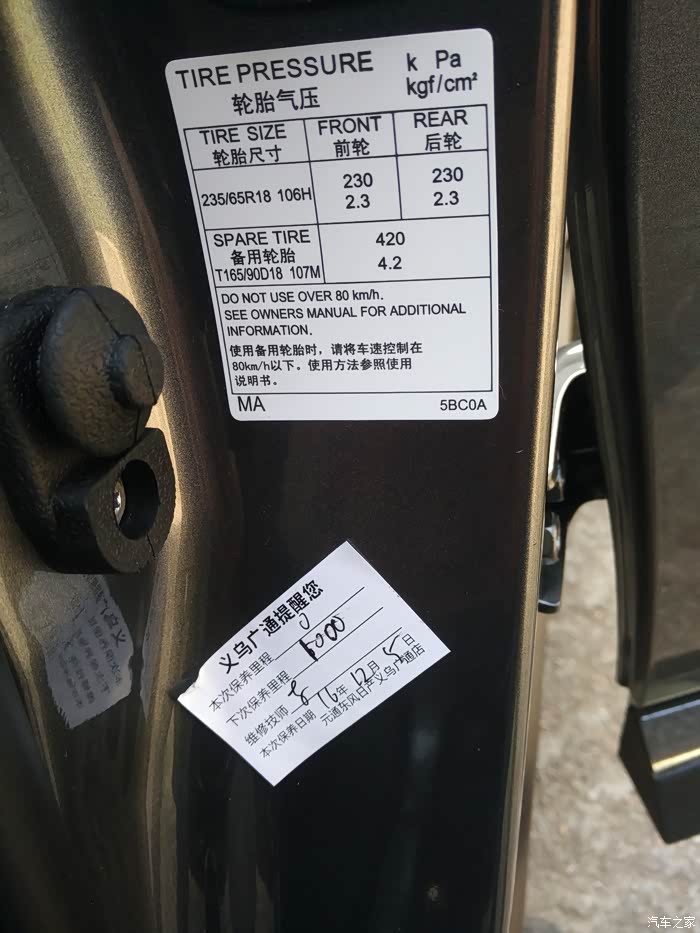 TIRE PRESSURE
k Pa
轮胎气压
kgf/cm²
TIRE SIZE FRONT REAR
轮胎尺寸 前轮 后轮
235/65R18 106H 230 230
2.3 2.3
SPARE TIRE 420
备用轮胎
T165/90D18 107M 4.2
DO NOT USE OVER 80 km/h.
SEE OWNERS MANUAL FOR ADDITIONAL
INFORMATION.
使用备用轮胎时，请将车速控制在
80km/h以下。使用方法参照使用
说明书。
MA 5BC0A
义乌广通提醒您
本次保养里程
下次保养里程 5000
维修技师
本次保养日期 16年12月5日
元通东风日产义乌广通店
汽车之家